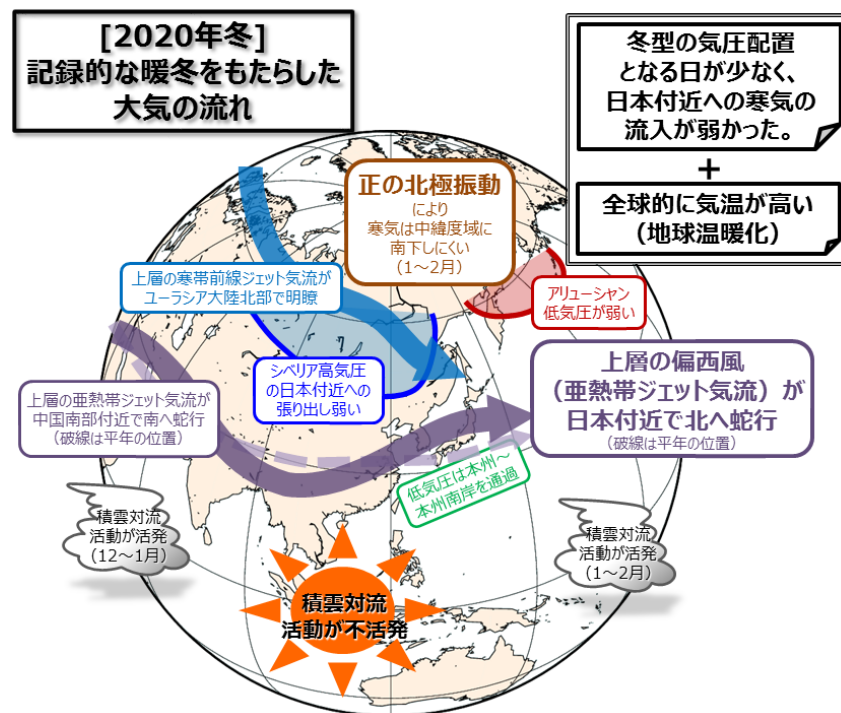 [2020年冬]
記録的な暖冬をもたらした
大気の流れ
冬型の気圧配置
となる日が少なく、
日本付近への寒気の
流入が弱かった。
+
全球的に気温が高い
（地球温暖化）
正の北極振動
により
寒気は中緯度域に
南下しにくい
（1～2月）
上層の寒帯前線ジェット気流が
ユーラシア大陸北部で明瞭
アリューシャン
低気圧が弱い
シベリア高気圧
の日本付近への
張り出し弱い
上層の亜熱帯ジェット気流が
中国南部付近で南へ蛇行
（破線は平年の位置）
上層の偏西風
（亜熱帯ジェット気流）が
日本付近で北へ蛇行
（破線は平年の位置）
低気圧は本州～
本州南岸を通過
積雲対流
活動が活発
（12～1月）
積雲対流
活動が活発
（1～2月）
積雲対流
活動が不活発